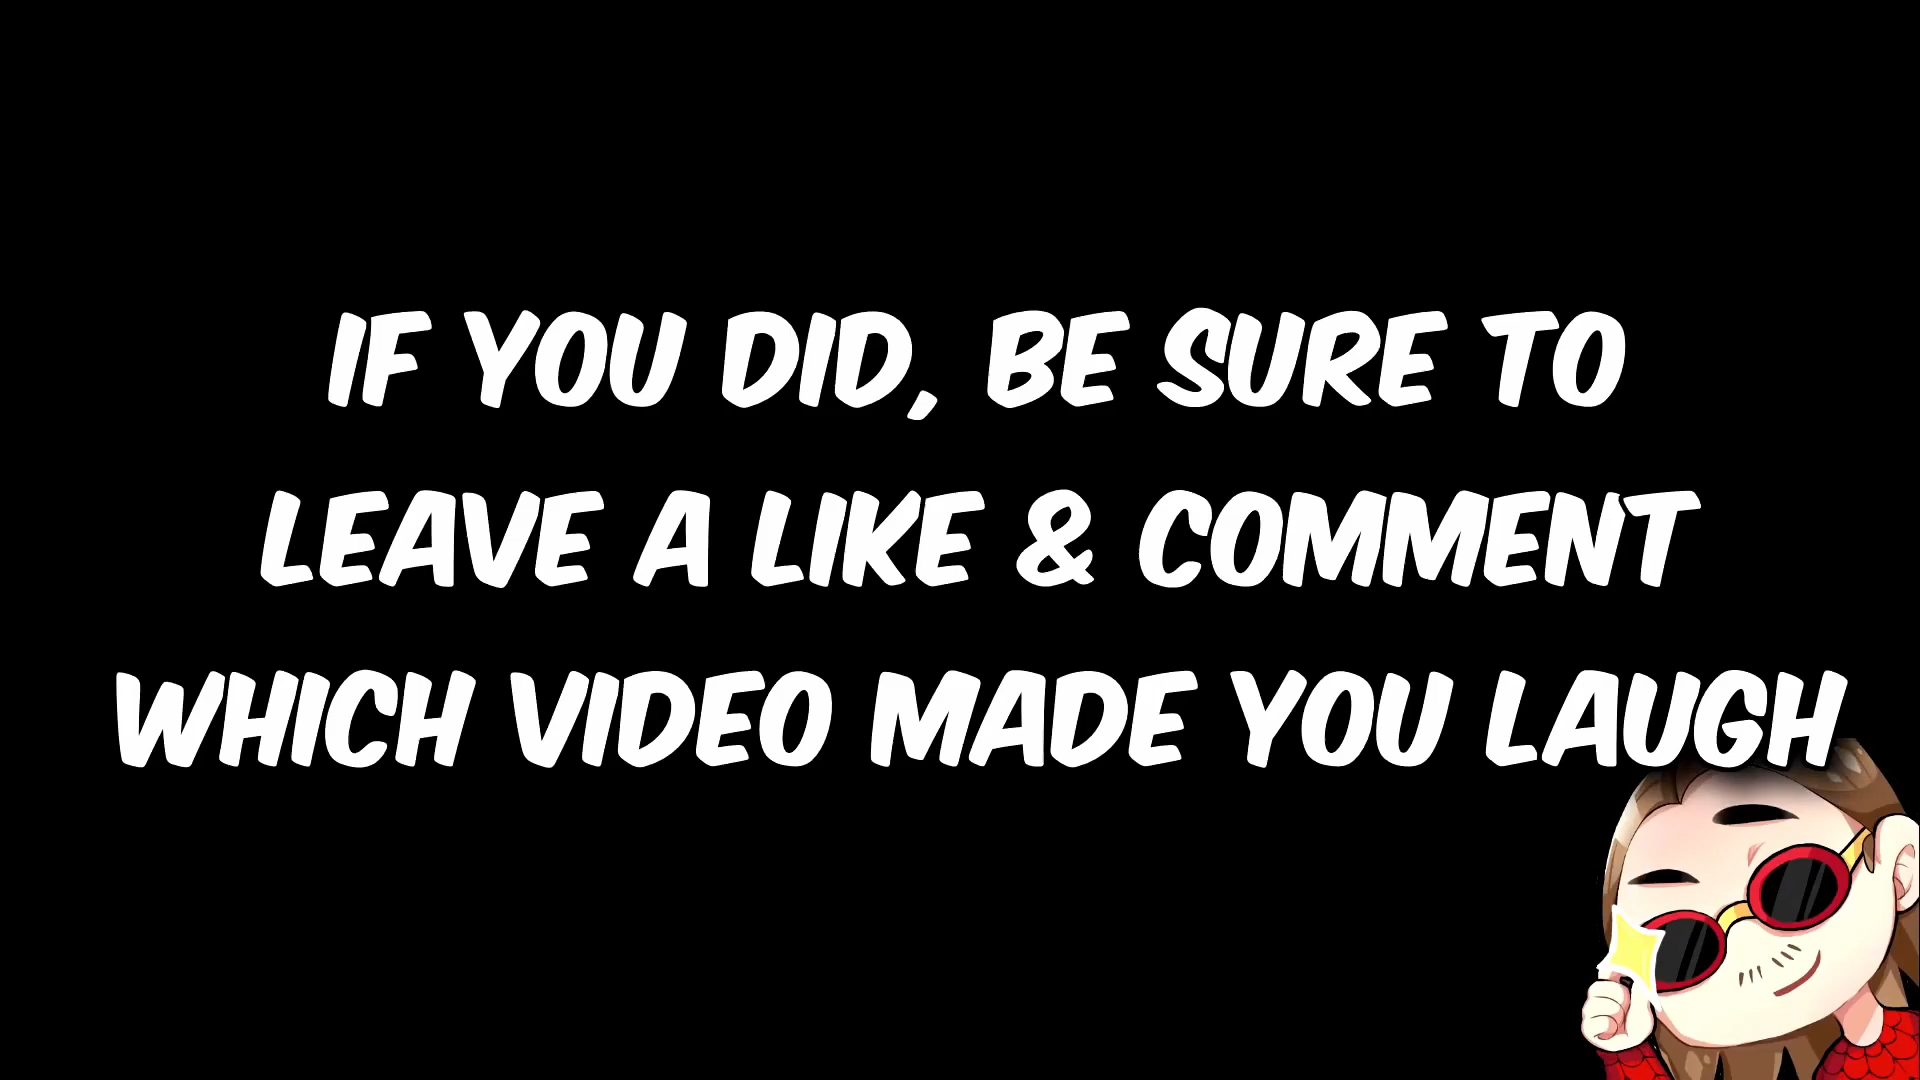 IF YOU DID, BE SURE TO
LEAVE A LIKE & COMMENT
WHICH VIDEO MADE YOU LAUGH